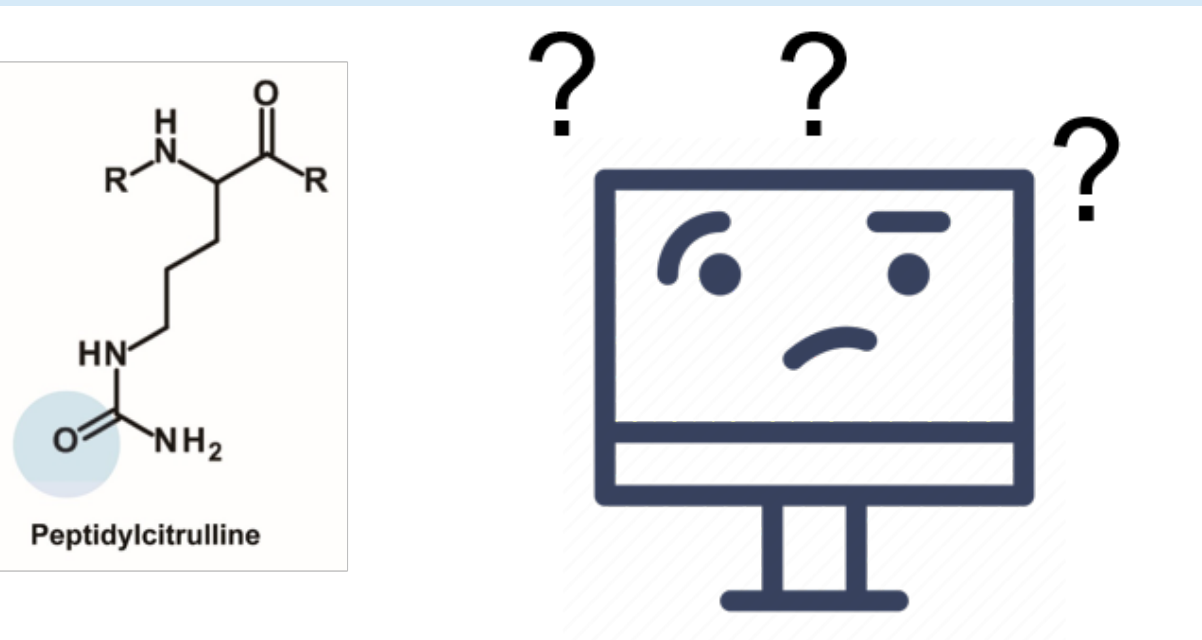 ? ? ?
O
H
N
R R
HN
O NH₂
Peptidylcitrulline